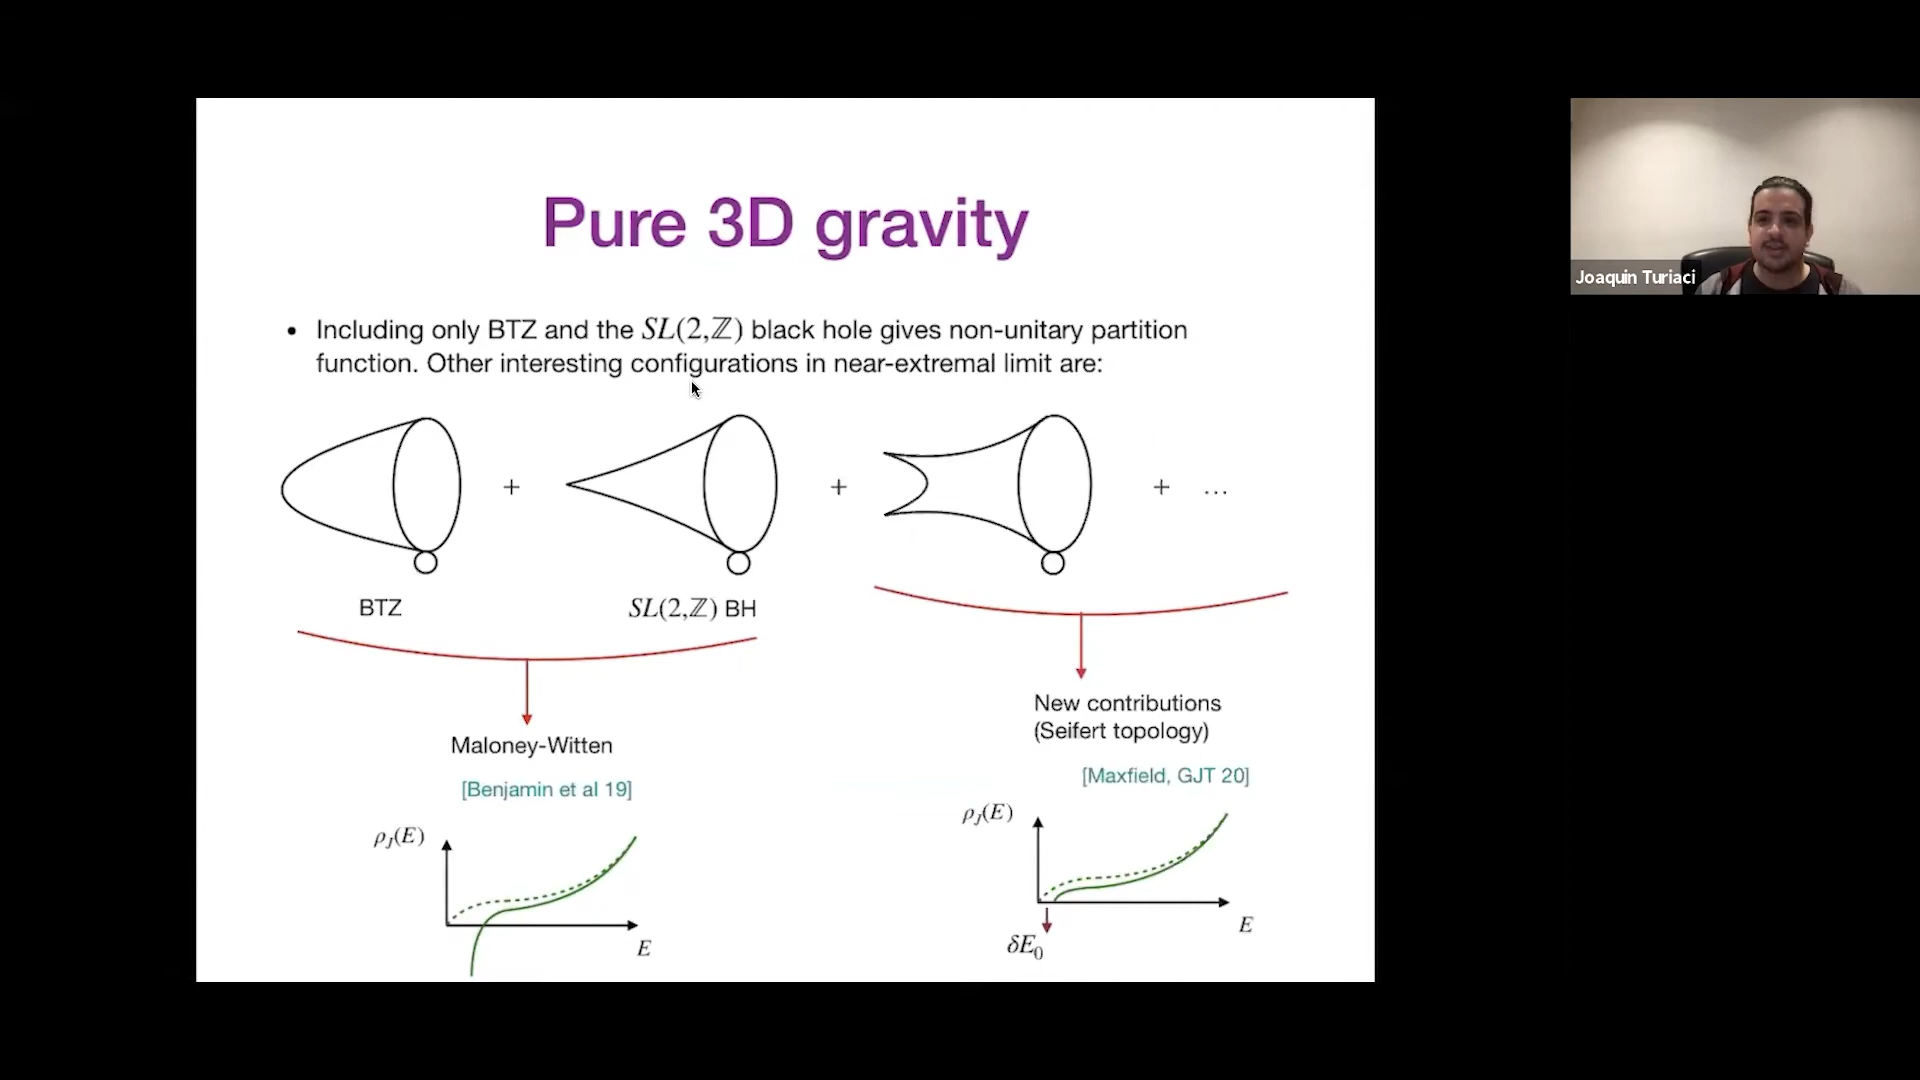 Pure 3D gravity
• Including only BTZ and the SL(2,ℤ) black hole gives non-unitary partition
function. Other interesting configurations in near-extremal limit are:
+ + + ...
BTZ
SL(2,ℤ) BH
Maloney-Witten
[Benjamin et al 19]
ρJ(E)
E
New contributions
(Seifert topology)
[Maxfield, GJT 20]
ρJ(E)
E
δE0
Joaquin Turiaci